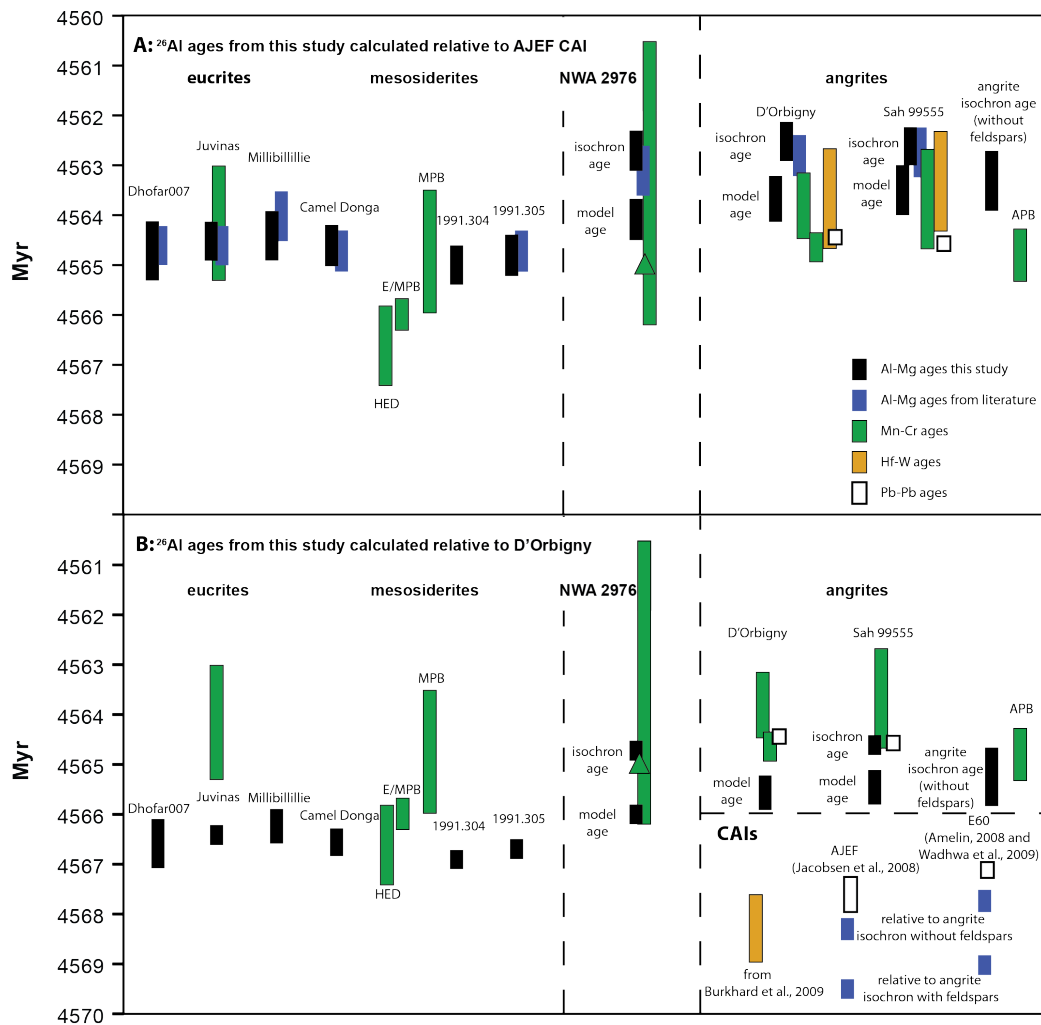 4560
4561
4562
4563
4564
4565
4566
4567
4568
4569
Myr
A: ²⁶Al ages from this study calculated relative to AJEF CAI
eucrites
mesosiderites
NWA 2976
angrites
Dhofar007
Juvinas
Millibillillie
Camel Donga
HED
E/MPB
MPB
1991.304
1991.305
isochron
age
model
age
D'Orbigny
isochron
age
model
age
Sah 99555
isochron
age
model
age
angrite
isochron age
(without
feldspars)
APB
Al-Mg ages this study
Al-Mg ages from literature
Mn-Cr ages
Hf-W ages
Pb-Pb ages
B: ²⁶Al ages from this study calculated relative to D'Orbigny
4561
4562
4563
4564
4565
4566
4567
4568
4569
4570
Myr
eucrites
mesosiderites
NWA 2976
angrites
Dhofar007
Juvinas
Millibillillie
Camel Donga
HED
E/MPB
MPB
1991.304
1991.305
isochron
age
model
age
D'Orbigny
model
age
Sah 99555
isochron
age
model
age
angrite
isochron age
(without
feldspars)
APB
CAIs
from
Burkhard et al., 2009
AJEF
(Jacobsen et al., 2008)
E60
(Amelin, 2008 and
Wadhwa et al., 2009)
relative to angrite
isochron without feldspars
relative to angrite
isochron with feldspars